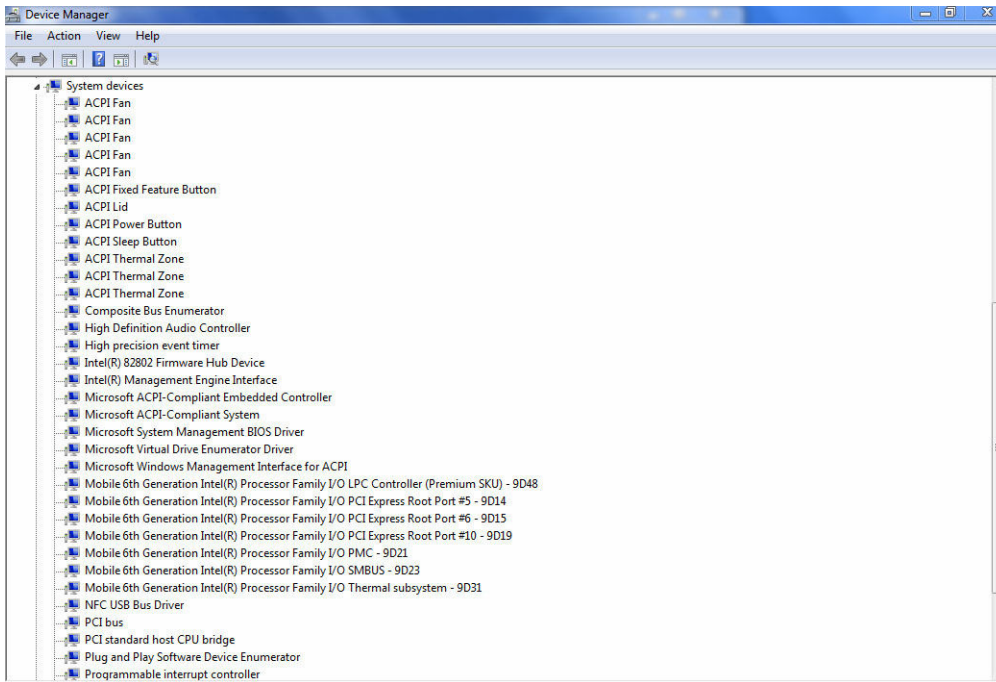 Device Manager
File Action View Help
System devices
ACPI Fan
ACPI Fan
ACPI Fan
ACPI Fan
ACPI Fan
ACPI Fixed Feature Button
ACPI Lid
ACPI Power Button
ACPI Sleep Button
ACPI Thermal Zone
ACPI Thermal Zone
ACPI Thermal Zone
Composite Bus Enumerator
High Definition Audio Controller
High precision event timer
Intel(R) 82802 Firmware Hub Device
Intel(R) Management Engine Interface
Microsoft ACPI-Compliant Embedded Controller
Microsoft ACPI-Compliant System
Microsoft System Management BIOS Driver
Microsoft Virtual Drive Enumerator Driver
Microsoft Windows Management Interface for ACPI
Mobile 6th Generation Intel(R) Processor Family I/O LPC Controller (Premium SKU) - 9D48
Mobile 6th Generation Intel(R) Processor Family I/O PCI Express Root Port #5 - 9D14
Mobile 6th Generation Intel(R) Processor Family I/O PCI Express Root Port #6 - 9D15
Mobile 6th Generation Intel(R) Processor Family I/O PCI Express Root Port #10 - 9D19
Mobile 6th Generation Intel(R) Processor Family I/O PMC - 9D21
Mobile 6th Generation Intel(R) Processor Family I/O SMBUS - 9D23
Mobile 6th Generation Intel(R) Processor Family I/O Thermal subsystem - 9D31
NFC USB Bus Driver
PCI bus
PCI standard host CPU bridge
Plug and Play Software Device Enumerator
Programmable interrupt controller